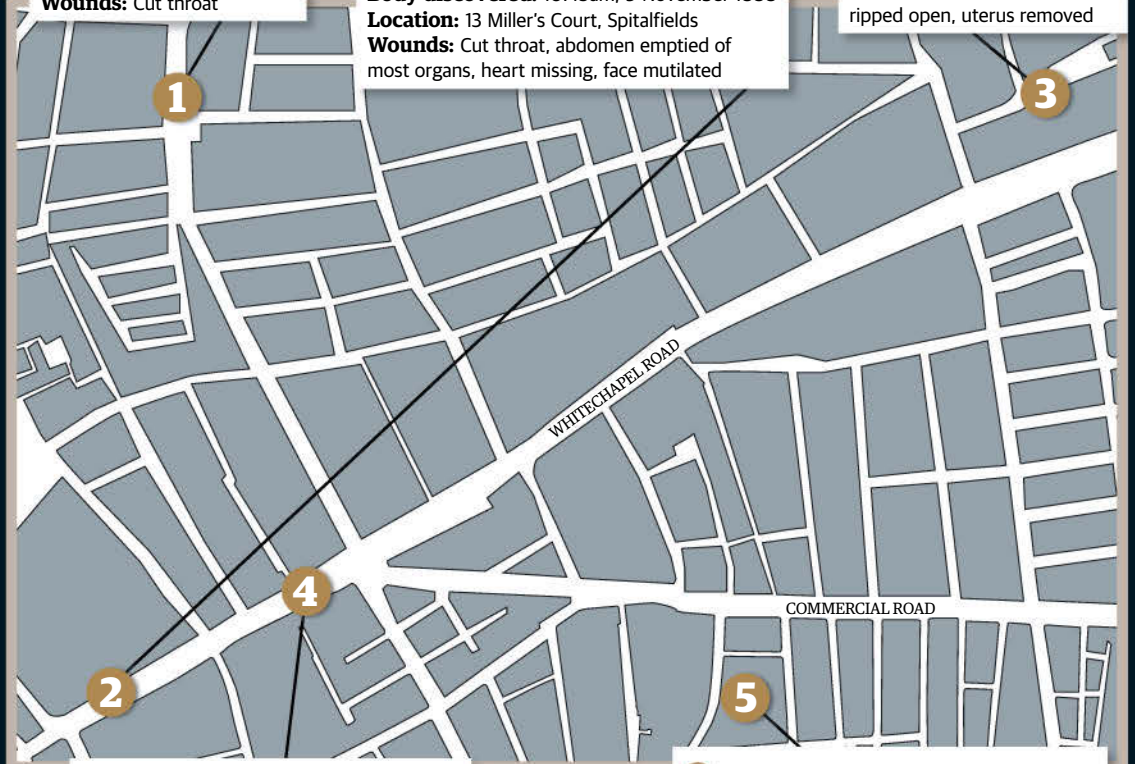 Wounds: Cut throat
Location: 13 Miller's Court, Spitalfields
Wounds: Cut throat, abdomen emptied of
most organs, heart missing, face mutilated
ripped open, uterus removed
1
3
WHITECHAPEL ROAD
4
COMMERCIAL ROAD
2
5